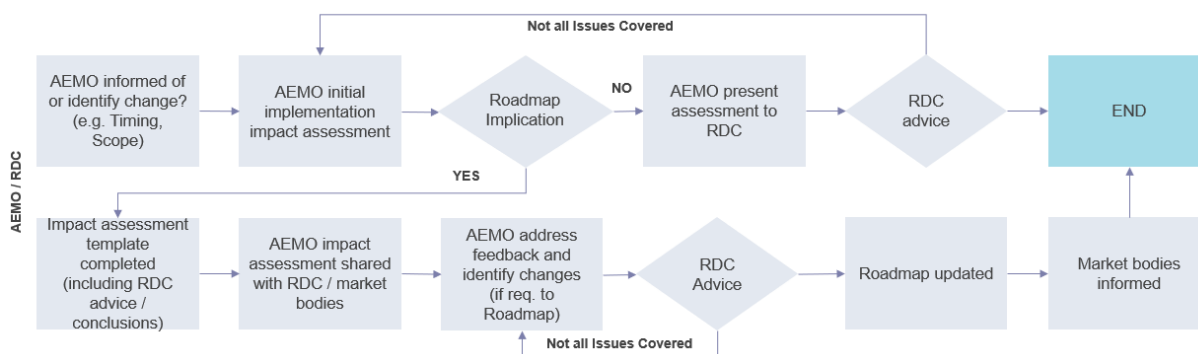 Not all Issues Covered
AEMO / RDC
AEMO informed of
or identify change?
(e.g. Timing,
Scope)
AEMO initial
implementation
impact assessment
Roadmap
Implication
NO
AEMO present
assessment to
RDC
RDC
advice
END
YES
Impact assessment
template
completed
(including RDC
advice /
conclusions)
AEMO impact
assessment shared
with RDC / market
bodies
AEMO address
feedback and
identify changes
(if req. to
Roadmap)
RDC
Advice
Roadmap updated
Market bodies
informed
Not all Issues Covered